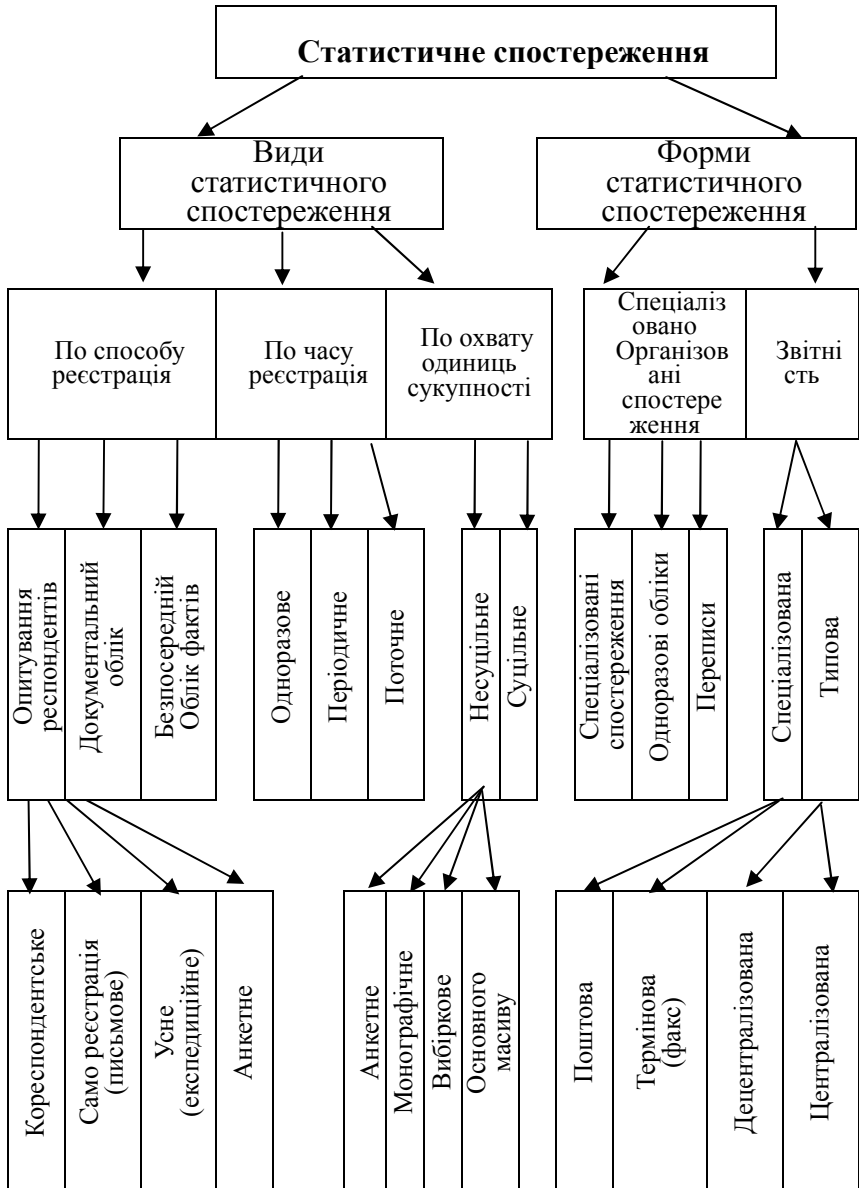 Статистичне спостереження
Види
статистичного
спостереження
Форми
статистичного
спостереження
По способу
реєстрація
По часу
реєстрація
По охвату
одиниць
сукупності
Спеціаліз
овано
Організов
ані
спостере
ження
Звітні
сть
Опитування
респондентів
Документальний
облік
Безпосередній
Облік фактів
Одноразове
Періодичне
Поточне
Несуцільне
Суцільне
Спеціалізовані
спостереження
Одноразові обліки
Переписи
Спеціалізована
Типова
Кореспондентське
Само реєстрація
(письмове)
Усне
(експедиційне)
Анкетне
Анкетне
Монографічне
Вибіркове
Основного
масиву
Поштова
Термінова
(факс)
Децентралізована
Централізована